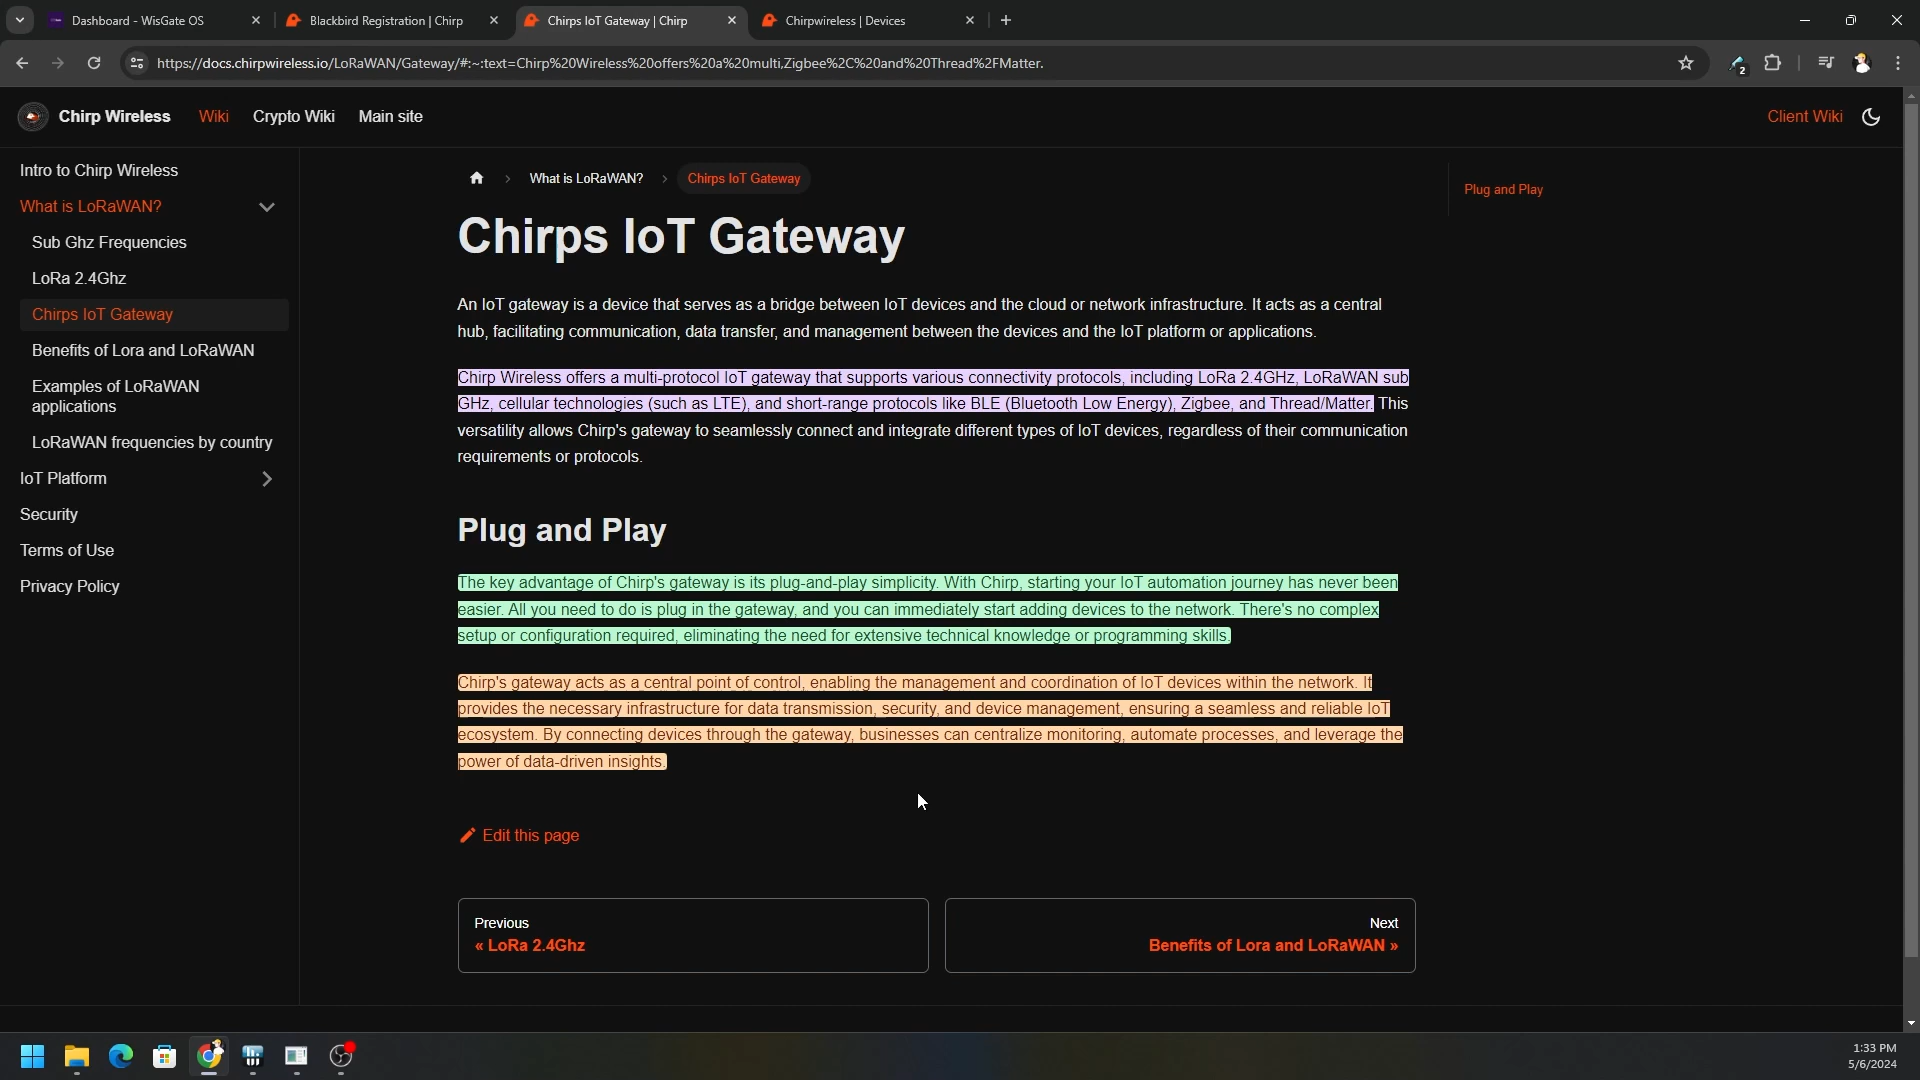 Dashboard - WisGate OS
Blackbird Registration | Chirp
Chirps IoT Gateway | Chirp
Chirpwireless | Devices
https://docs.chirpwireless.io/LoRaWAN/Gateway/#:~:text=Chirp%20Wireless%20offers%20a%20multi,Zigbee%2C%20and%20Thread%2FMatter.
2
Chirp Wireless
Wiki
Crypto Wiki
Main site
Client Wiki
Intro to Chirp Wireless
What is LoRaWAN?
Sub Ghz Frequencies
LoRa 2.4Ghz
Chirps IoT Gateway
Benefits of Lora and LoRaWAN
Examples of LoRaWAN
applications
LoRaWAN frequencies by country
IoT Platform
Security
Terms of Use
Privacy Policy
What is LoRaWAN?
Chirps IoT Gateway
Chirps IoT Gateway
An IoT gateway is a device that serves as a bridge between IoT devices and the cloud or network infrastructure. It acts as a central
hub, facilitating communication, data transfer, and management between the devices and the IoT platform or applications.
Chirp Wireless offers a multi-protocol IoT gateway that supports various connectivity protocols, including LoRa 2.4GHz, LoRaWAN sub
GHz, cellular technologies (such as LTE), and short-range protocols like BLE (Bluetooth Low Energy), Zigbee, and Thread/Matter. This
versatility allows Chirp's gateway to seamlessly connect and integrate different types of IoT devices, regardless of their communication
requirements or protocols.
Plug and Play
The key advantage of Chirp's gateway is its plug-and-play simplicity. With Chirp, starting your IoT automation journey has never been
easier. All you need to do is plug in the gateway, and you can immediately start adding devices to the network. There's no complex
setup or configuration required, eliminating the need for extensive technical knowledge or programming skills.
Chirp's gateway acts as a central point of control, enabling the management and coordination of IoT devices within the network. It
provides the necessary infrastructure for data transmission, security, and device management, ensuring a seamless and reliable IoT
ecosystem. By connecting devices through the gateway, businesses can centralize monitoring, automate processes, and leverage the
power of data-driven insights.
Edit this page
Previous
« LoRa 2.4Ghz
Next
Benefits of Lora and LoRaWAN »
Plug and Play
1:33 PM
5/6/2024